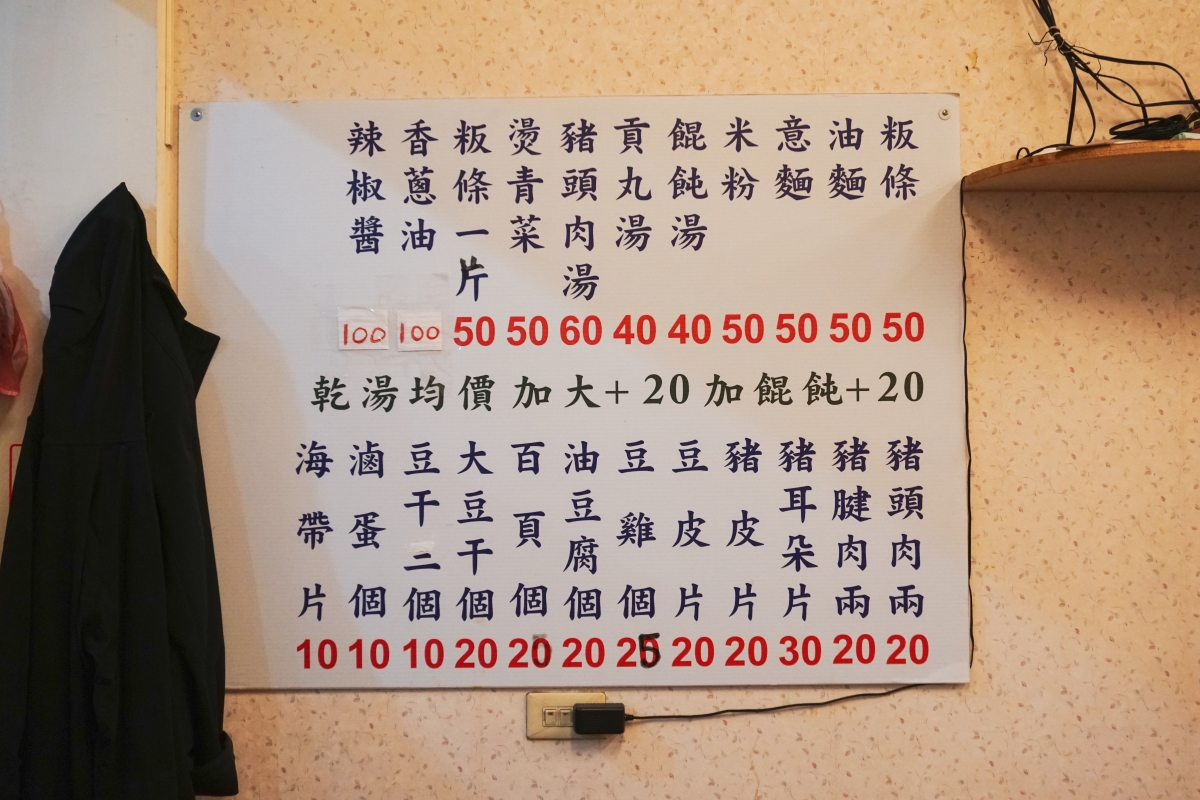 粄條 50
油麵 50
意麵 50
米粉 50
餛飩湯 40
貢丸湯 40
豬頭肉湯 60
燙青菜 50
粄條一片 50
香蔥油 100
辣椒醬 100
乾湯均價 加大+20 加餛飩+20
豬頭肉兩 20
豬腱肉兩 20
豬耳朵片 30
豬皮片 20
豆皮片 20
豆雞個 25
油豆腐個 20
百頁個 20
大豆干個 20
豆干二個 10
滷蛋個 10
海帶片 10